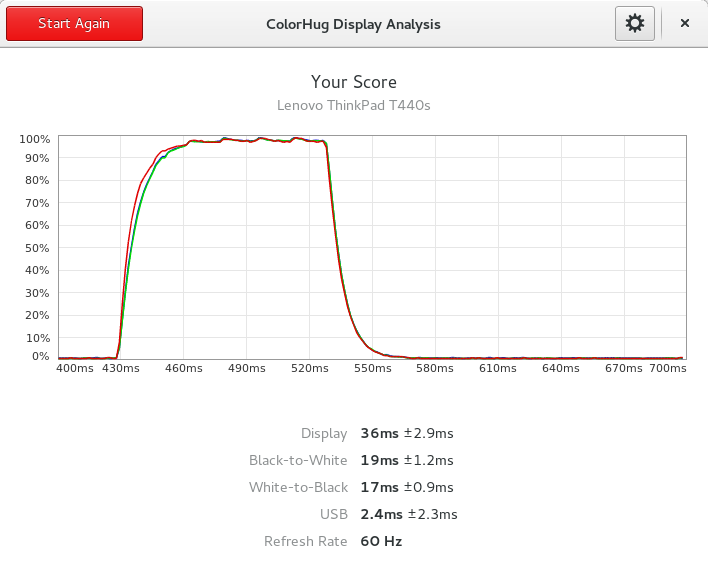 Start Again
ColorHug Display Analysis
Your Score
Lenovo ThinkPad T440s
100%
90%
80%
70%
60%
50%
40%
30%
20%
10%
0%
400ms 430ms 460ms 490ms 520ms 550ms 580ms 610ms 640ms 670ms 700ms
Display 36ms ±2.9ms
Black-to-White 19ms ±1.2ms
White-to-Black 17ms ±0.9ms
USB 2.4ms ±2.3ms
Refresh Rate 60 Hz